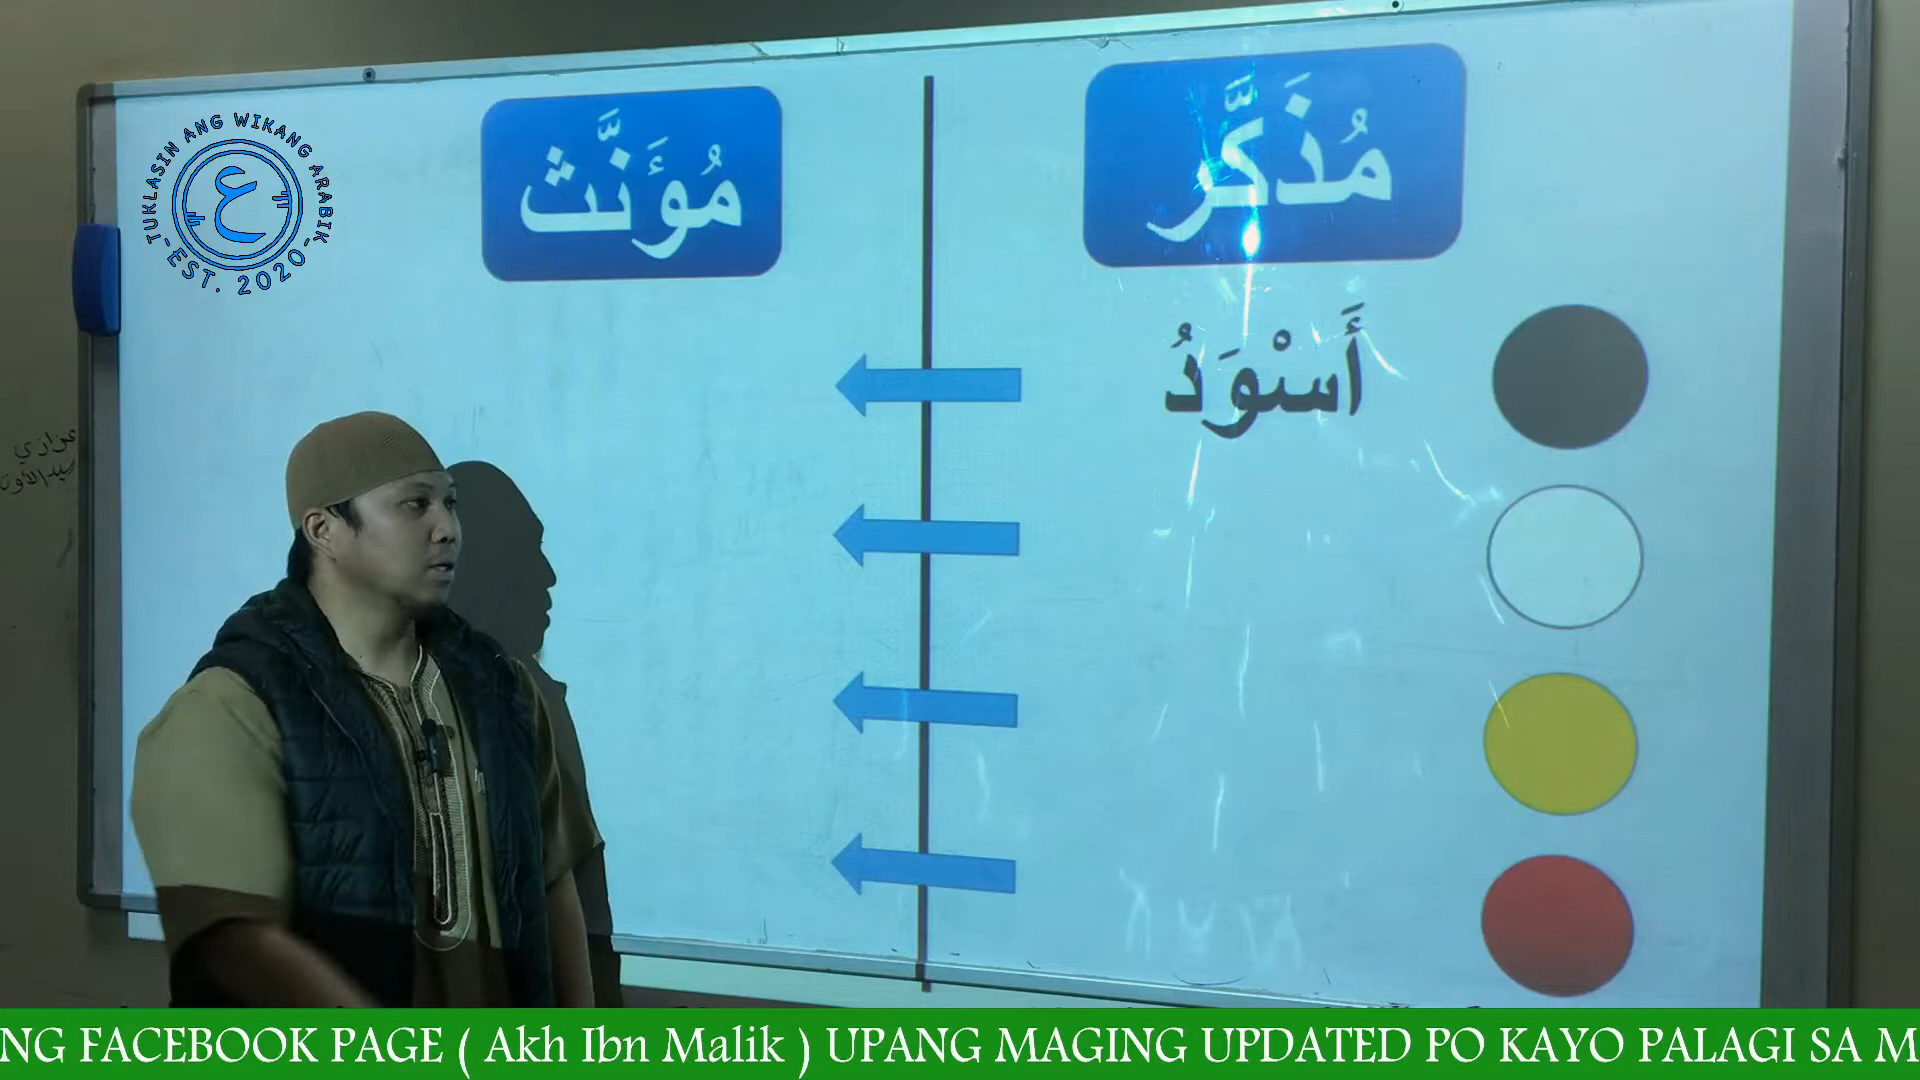 TUKLASIN ANG WIKANG ARABIK
EST. 2020
ع
مُذَكَّر
مُؤَنَّث
أَسْوَدُ
NG FACEBOOK PAGE ( Akh Ibn Malik ) UPANG MAGING UPDATED PO KAYO PALAGI SA M